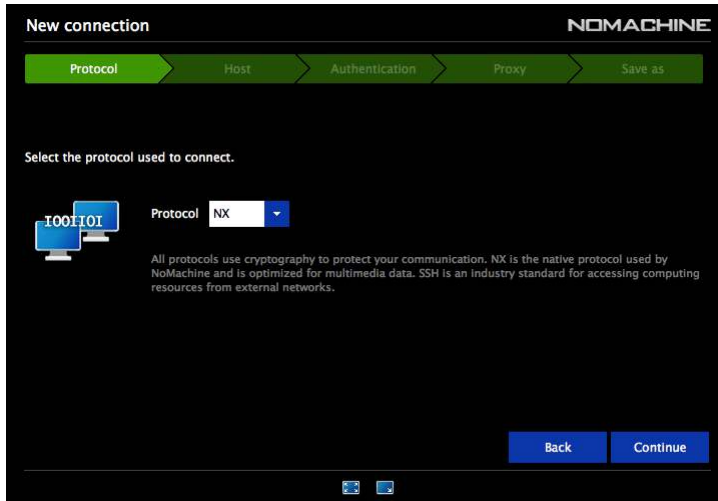 New connection
NOMACHINE
Protocol
Host
Authentication
Proxy
Save as
Select the protocol used to connect.
IOOIIOI
Protocol NX
All protocols use cryptography to protect your communication. NX is the native protocol used by
NoMachine and is optimized for multimedia data. SSH is an industry standard for accessing computing
resources from external networks.
Back
Continue